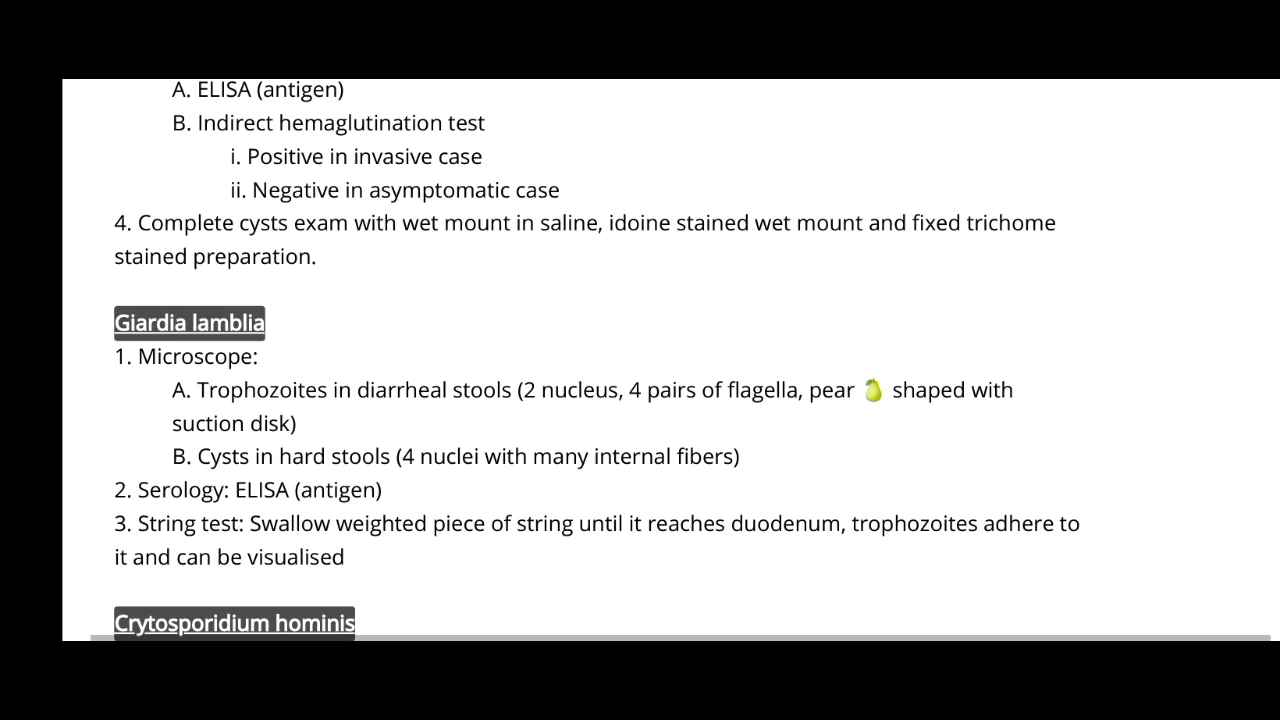 A. ELISA (antigen)
B. Indirect hemaglutination test
i. Positive in invasive case
ii. Negative in asymptomatic case
4. Complete cysts exam with wet mount in saline, idoine stained wet mount and fixed trichome
stained preparation.
Giardia lamblia
1. Microscope:
A. Trophozoites in diarrheal stools (2 nucleus, 4 pairs of flagella, pear 🍐 shaped with
suction disk)
B. Cysts in hard stools (4 nuclei with many internal fibers)
2. Serology: ELISA (antigen)
3. String test: Swallow weighted piece of string until it reaches duodenum, trophozoites adhere to
it and can be visualised
Crytosporidium hominis